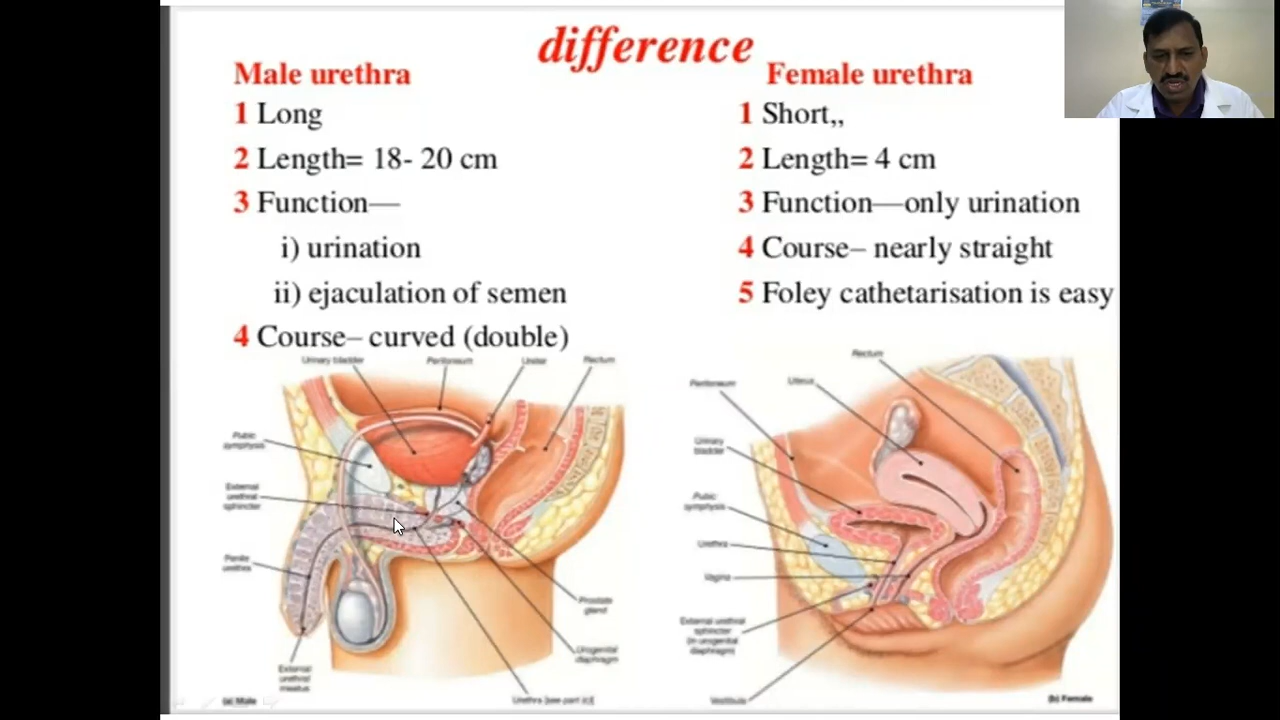 difference
Male urethra
1 Long
2 Length= 18- 20 cm
3 Function—
i) urination
ii) ejaculation of semen
4 Course– curved (double)
Female urethra
1 Short,,
2 Length= 4 cm
3 Function—only urination
4 Course– nearly straight
5 Foley cathetarisation is easy
Urinary bladder
Peritoneum
Ureter
Rectum
Pubic
symphysis
External
urethral
sphincter
Penile
urethra
External
urethral
meatus
Prostate
gland
Urogenital
diaphragm
Urethra [see part (c)]
(a) Male
Rectum
Peritoneum
Uterus
Urinary
bladder
Pubic
symphysis
Urethra
Vagina
External urethral
sphincter
(in urogenital
diaphragm)
Vestibule
(b) Female